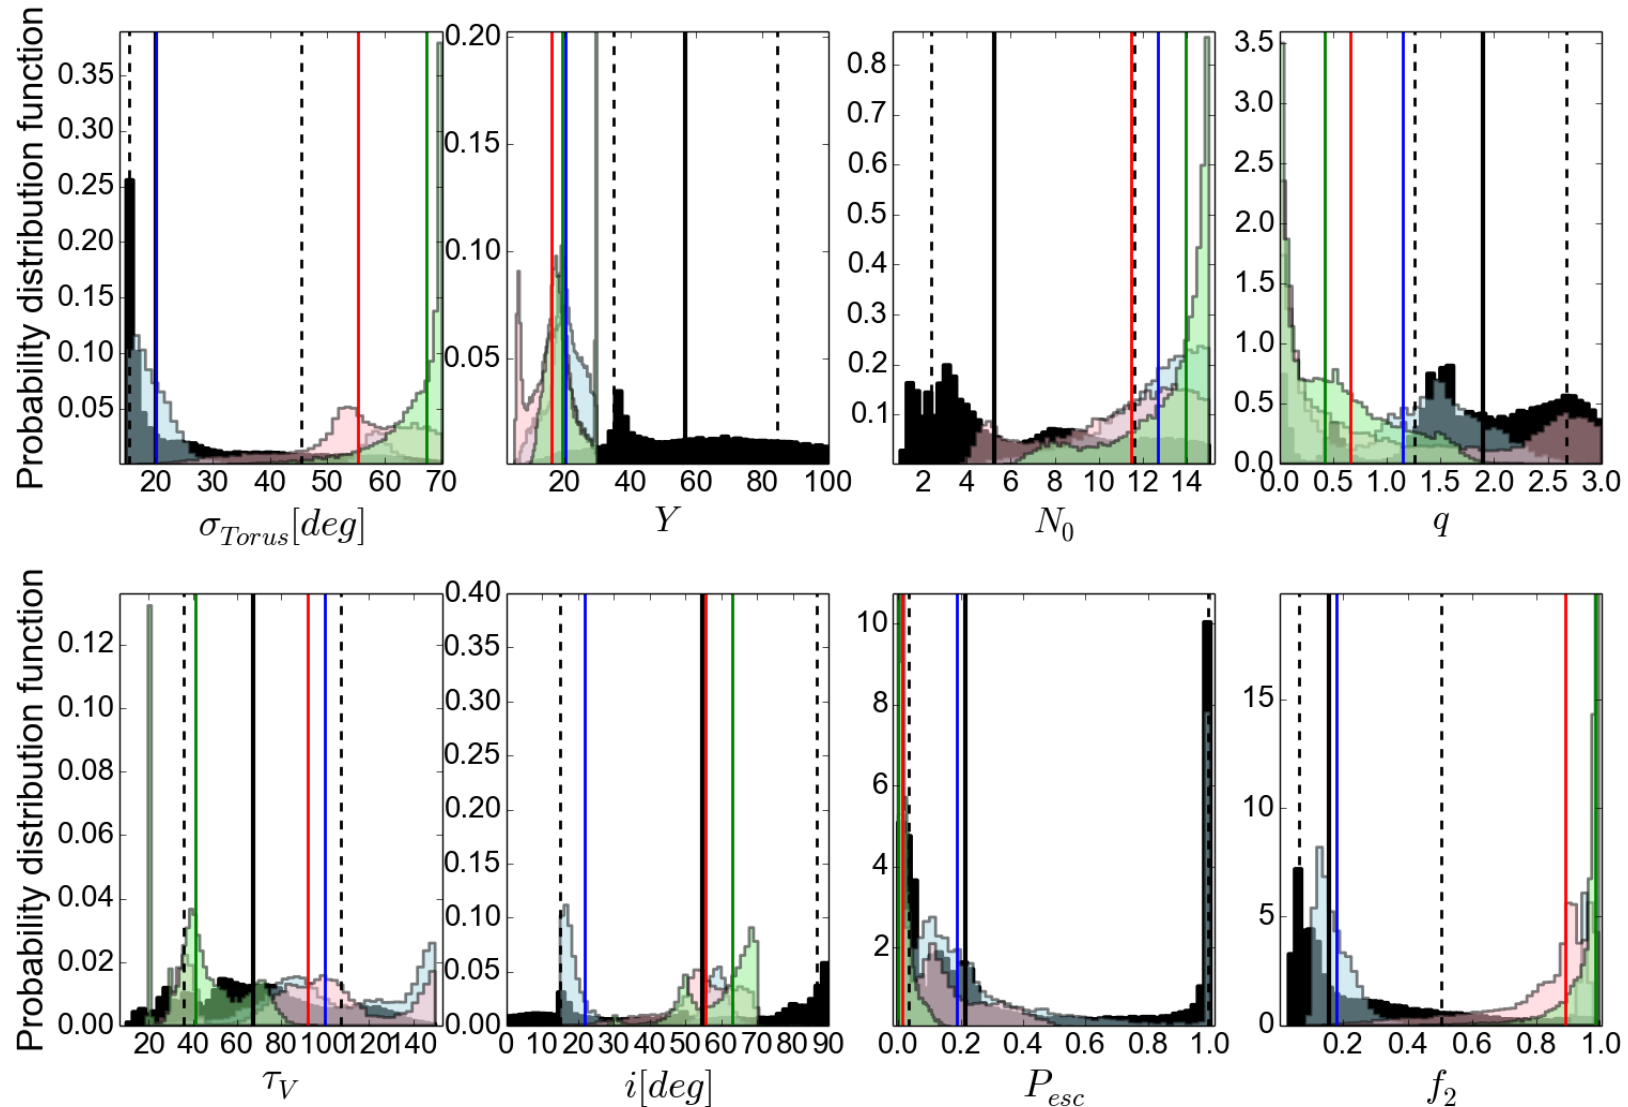 Probability distribution function
0.35
0.30
0.25
0.20
0.15
0.10
0.05
20 30 40 50 60 70
σ_Torus[deg]
0.20
0.15
0.10
0.05
20 40 60 80 100
Y
0.8
0.7
0.6
0.5
0.4
0.3
0.2
0.1
2 4 6 8 10 12 14
N_0
3.5
3.0
2.5
2.0
1.5
1.0
0.5
0.0
0.0 0.5 1.0 1.5 2.0 2.5 3.0
q
Probability distribution function
0.12
0.10
0.08
0.06
0.04
0.02
0.00
20 40 60 80 100 120 140
τ_V
0.40
0.35
0.30
0.25
0.20
0.15
0.10
0.05
0.00
0 10 20 30 40 50 60 70 80 90
i[deg]
10
8
6
4
2
0.0 0.2 0.4 0.6 0.8 1.0
P_esc
15
10
5
0
0.2 0.4 0.6 0.8 1.0
f_2